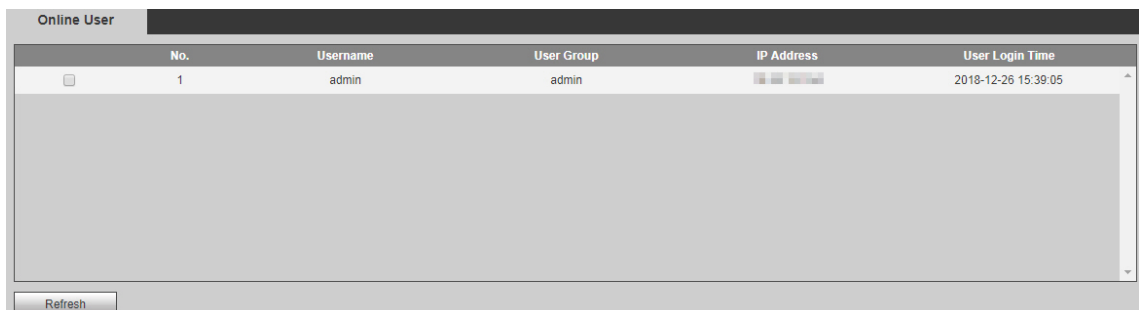 Online User
No. Username User Group IP Address User Login Time
1 admin admin 2018-12-26 15:39:05
Refresh